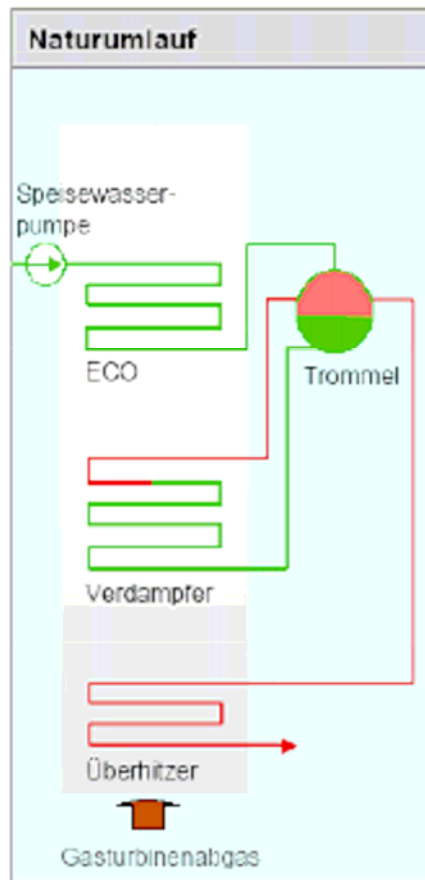 Naturumlauf
Speisewasser-
pumpe
ECO
Trommel
Verdampfer
Überhitzer
Gasturbinenabgas